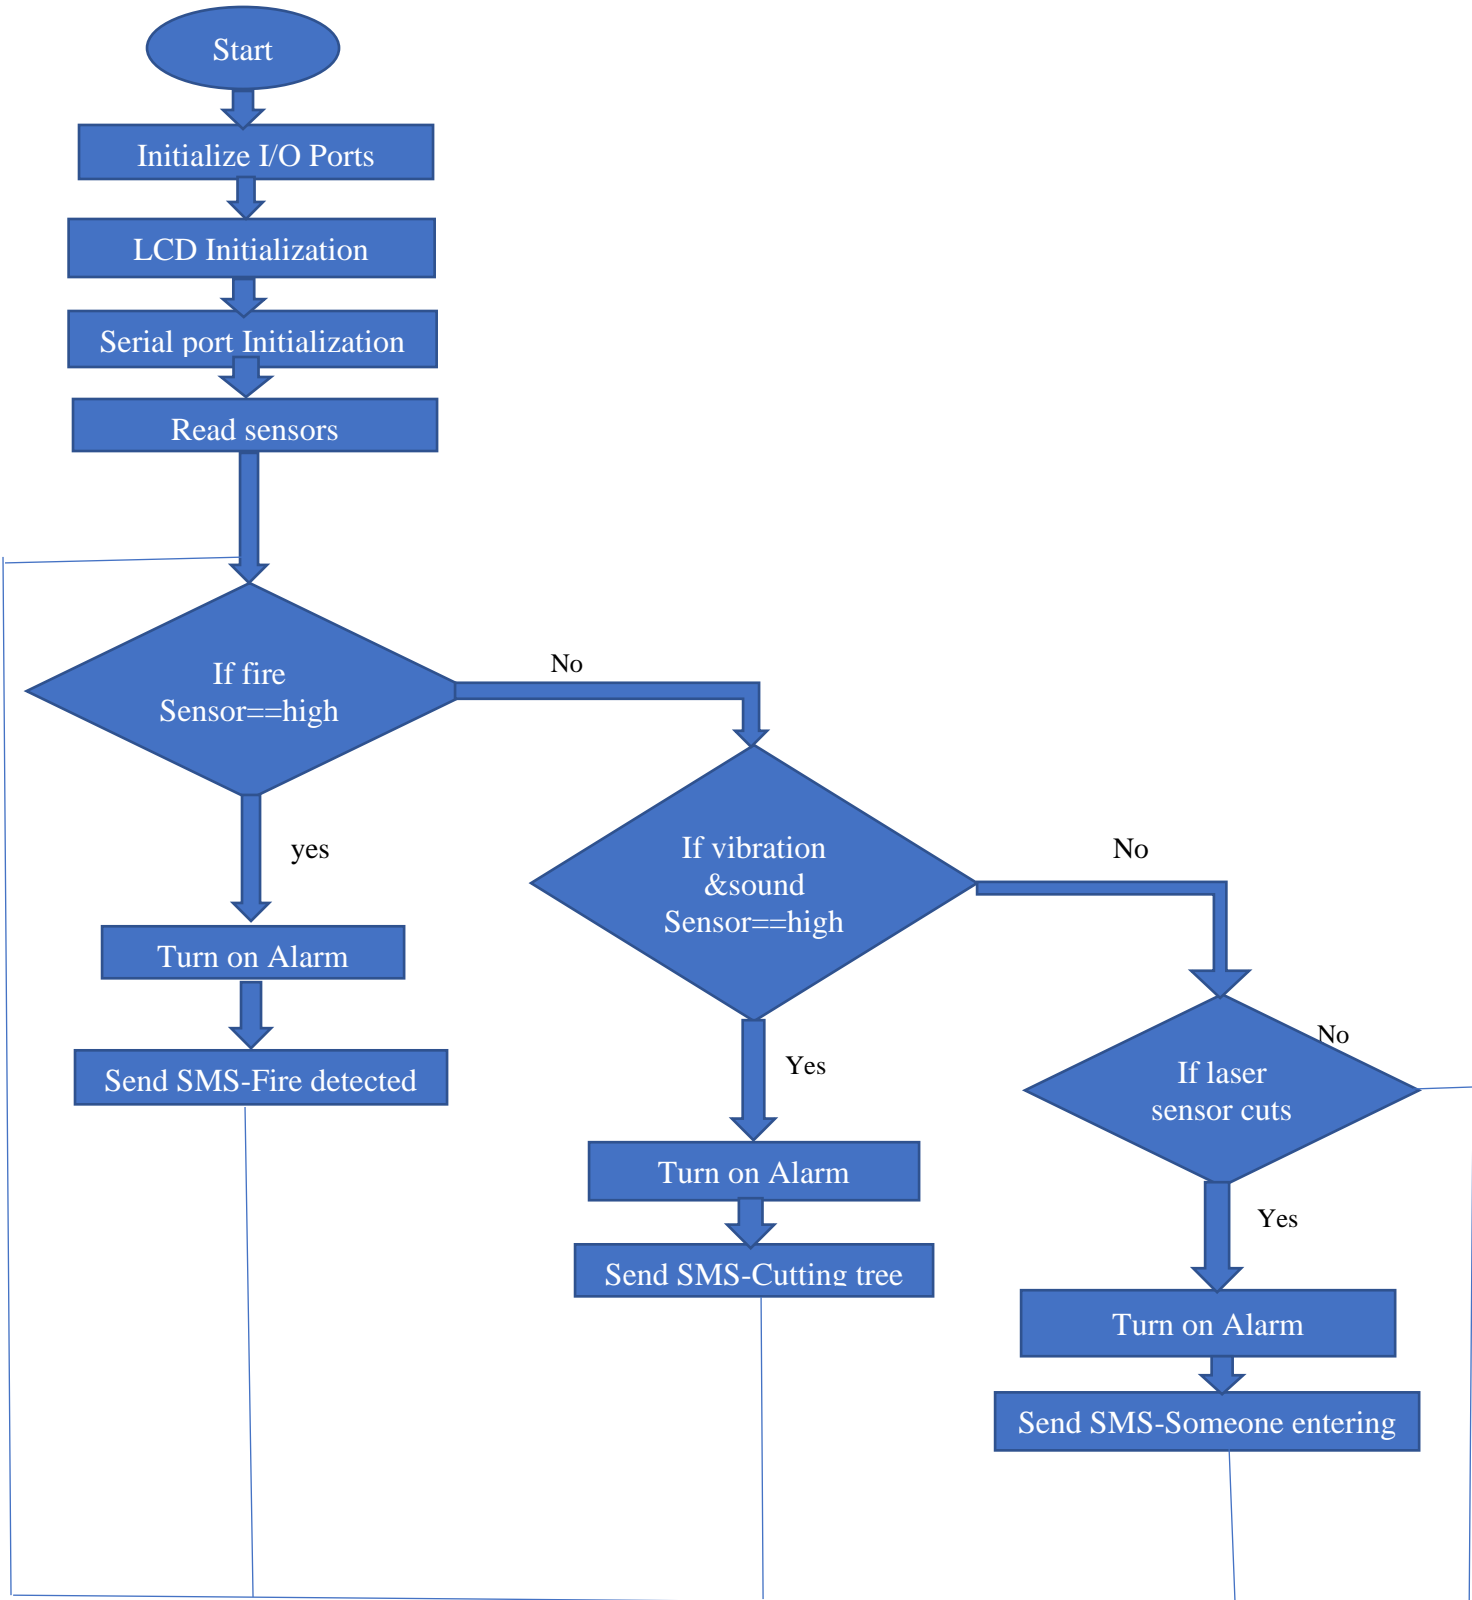 Start
Initialize I/O Ports
LCD Initialization
Serial port Initialization
Read sensors
If fire
Sensor==high
No
yes
Turn on Alarm
Send SMS-Fire detected
If vibration
&sound
Sensor==high
No
Yes
Turn on Alarm
Send SMS-Cutting tree
If laser
sensor cuts
No
Yes
Turn on Alarm
Send SMS-Someone entering